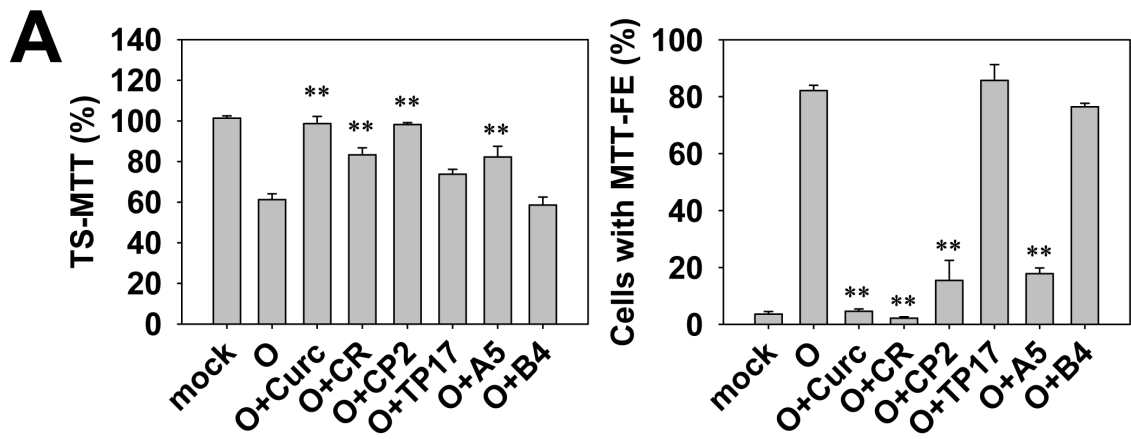 A
TS-MTT (%)
140
120
100
80
60
40
20
0
** ** ** **
mock O O+Curc O+CR O+CP2 O+TP17 O+A5 O+B4
Cells with MTT-FE (%)
100
80
60
40
20
0
** ** ** **
mock O O+Curc O+CR O+CP2 O+TP17 O+A5 O+B4